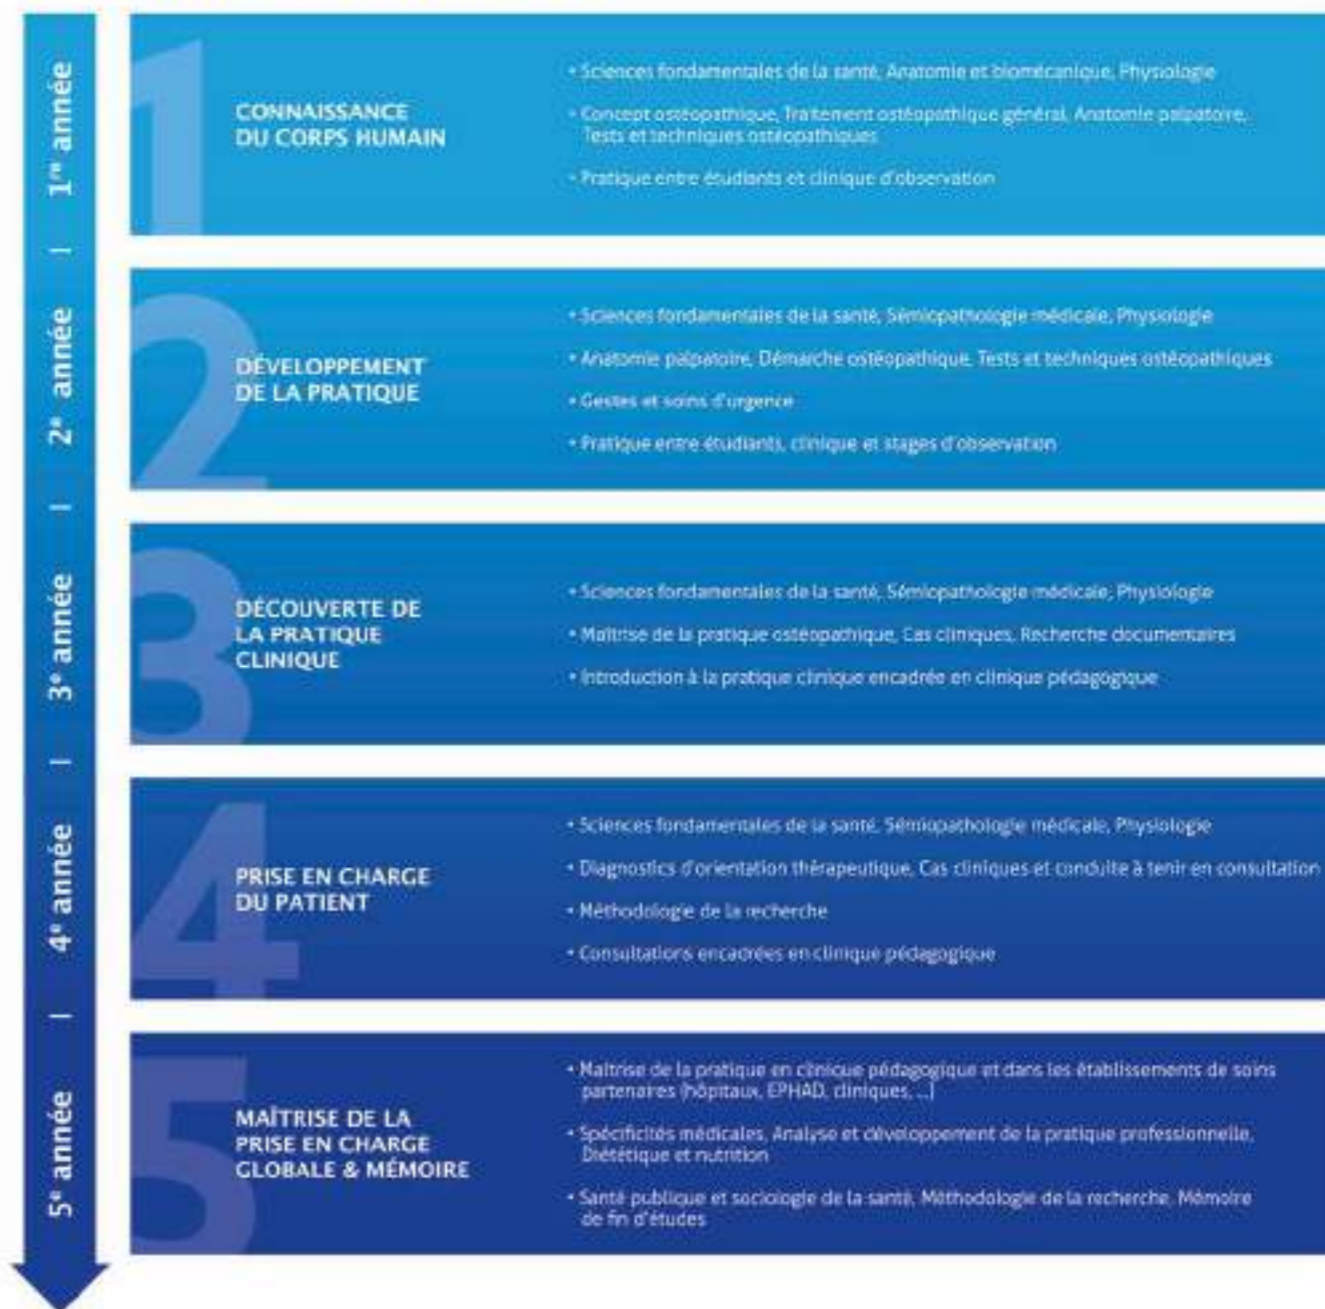 1re année
1
CONNAISSANCE
DU CORPS HUMAIN
• Sciences fondamentales de la santé, Anatomie et biomécanique, Physiologie
• Concept ostéopathique, Traitement ostéopathique général, Anatomie palpatoire,
Tests et techniques ostéopathiques
• Pratique entre étudiants et clinique d'observation
2e année
2
DÉVELOPPEMENT
DE LA PRATIQUE
• Sciences fondamentales de la santé, Sémiopathologie médicale, Physiologie
• Anatomie palpatoire, Démarche ostéopathique, Tests et techniques ostéopathiques
• Gestes et soins d'urgence
• Pratique entre étudiants, clinique et stages d'observation
3e année
3
DÉCOUVERTE DE
LA PRATIQUE
CLINIQUE
• Sciences fondamentales de la santé, Sémiopathologie médicale, Physiologie
• Maîtrise de la pratique ostéopathique, Cas cliniques, Recherche documentaires
• Introduction à la pratique clinique encadrée en clinique pédagogique
4e année
4
PRISE EN CHARGE
DU PATIENT
• Sciences fondamentales de la santé, Sémiopathologie médicale, Physiologie
• Diagnostics d'orientation thérapeutique, Cas cliniques et conduite à tenir en consultation
• Méthodologie de la recherche
• Consultations encadrées en clinique pédagogique
5e année
5
MAÎTRISE DE LA
PRISE EN CHARGE
GLOBALE & MÉMOIRE
• Maîtrise de la pratique en clinique pédagogique et dans les établissements de soins
partenaires (hôpitaux, EPHAD, cliniques, ...)
• Spécificités médicales, Analyse et développement de la pratique professionnelle,
Diététique et nutrition
• Santé publique et sociologie de la santé, Méthodologie de la recherche, Mémoire
de fin d'études